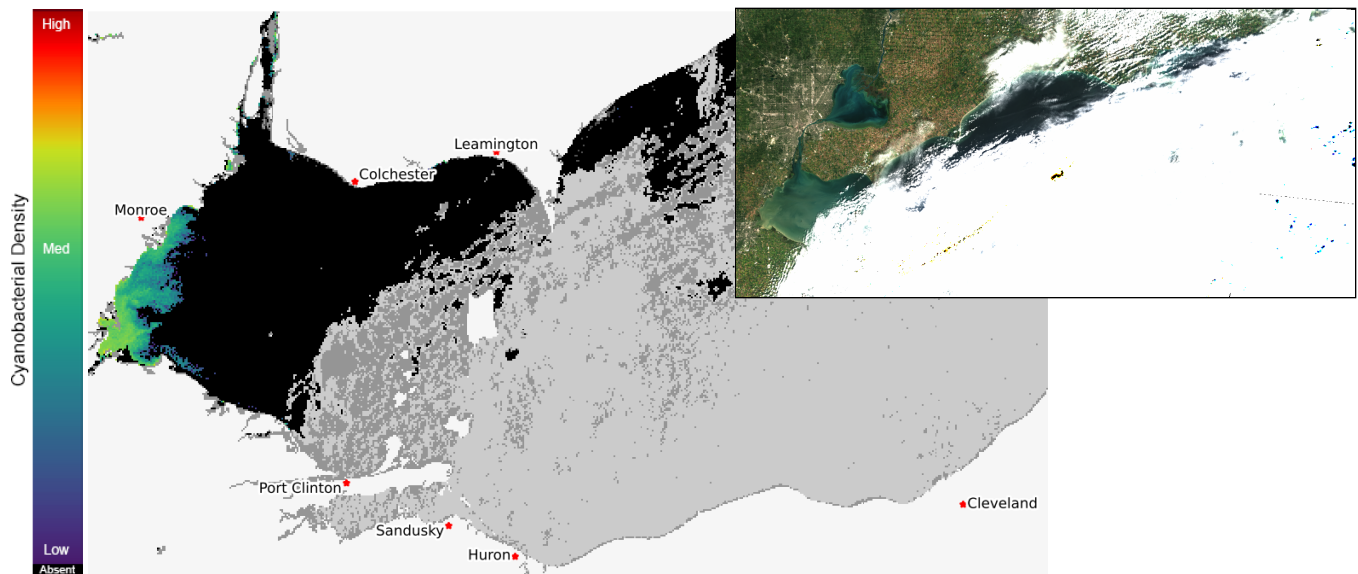 High
Med
Low
Absent
Cyanobacterial Density
Leamington
Colchester
Monroe
Port Clinton
Sandusky
Huron
Cleveland